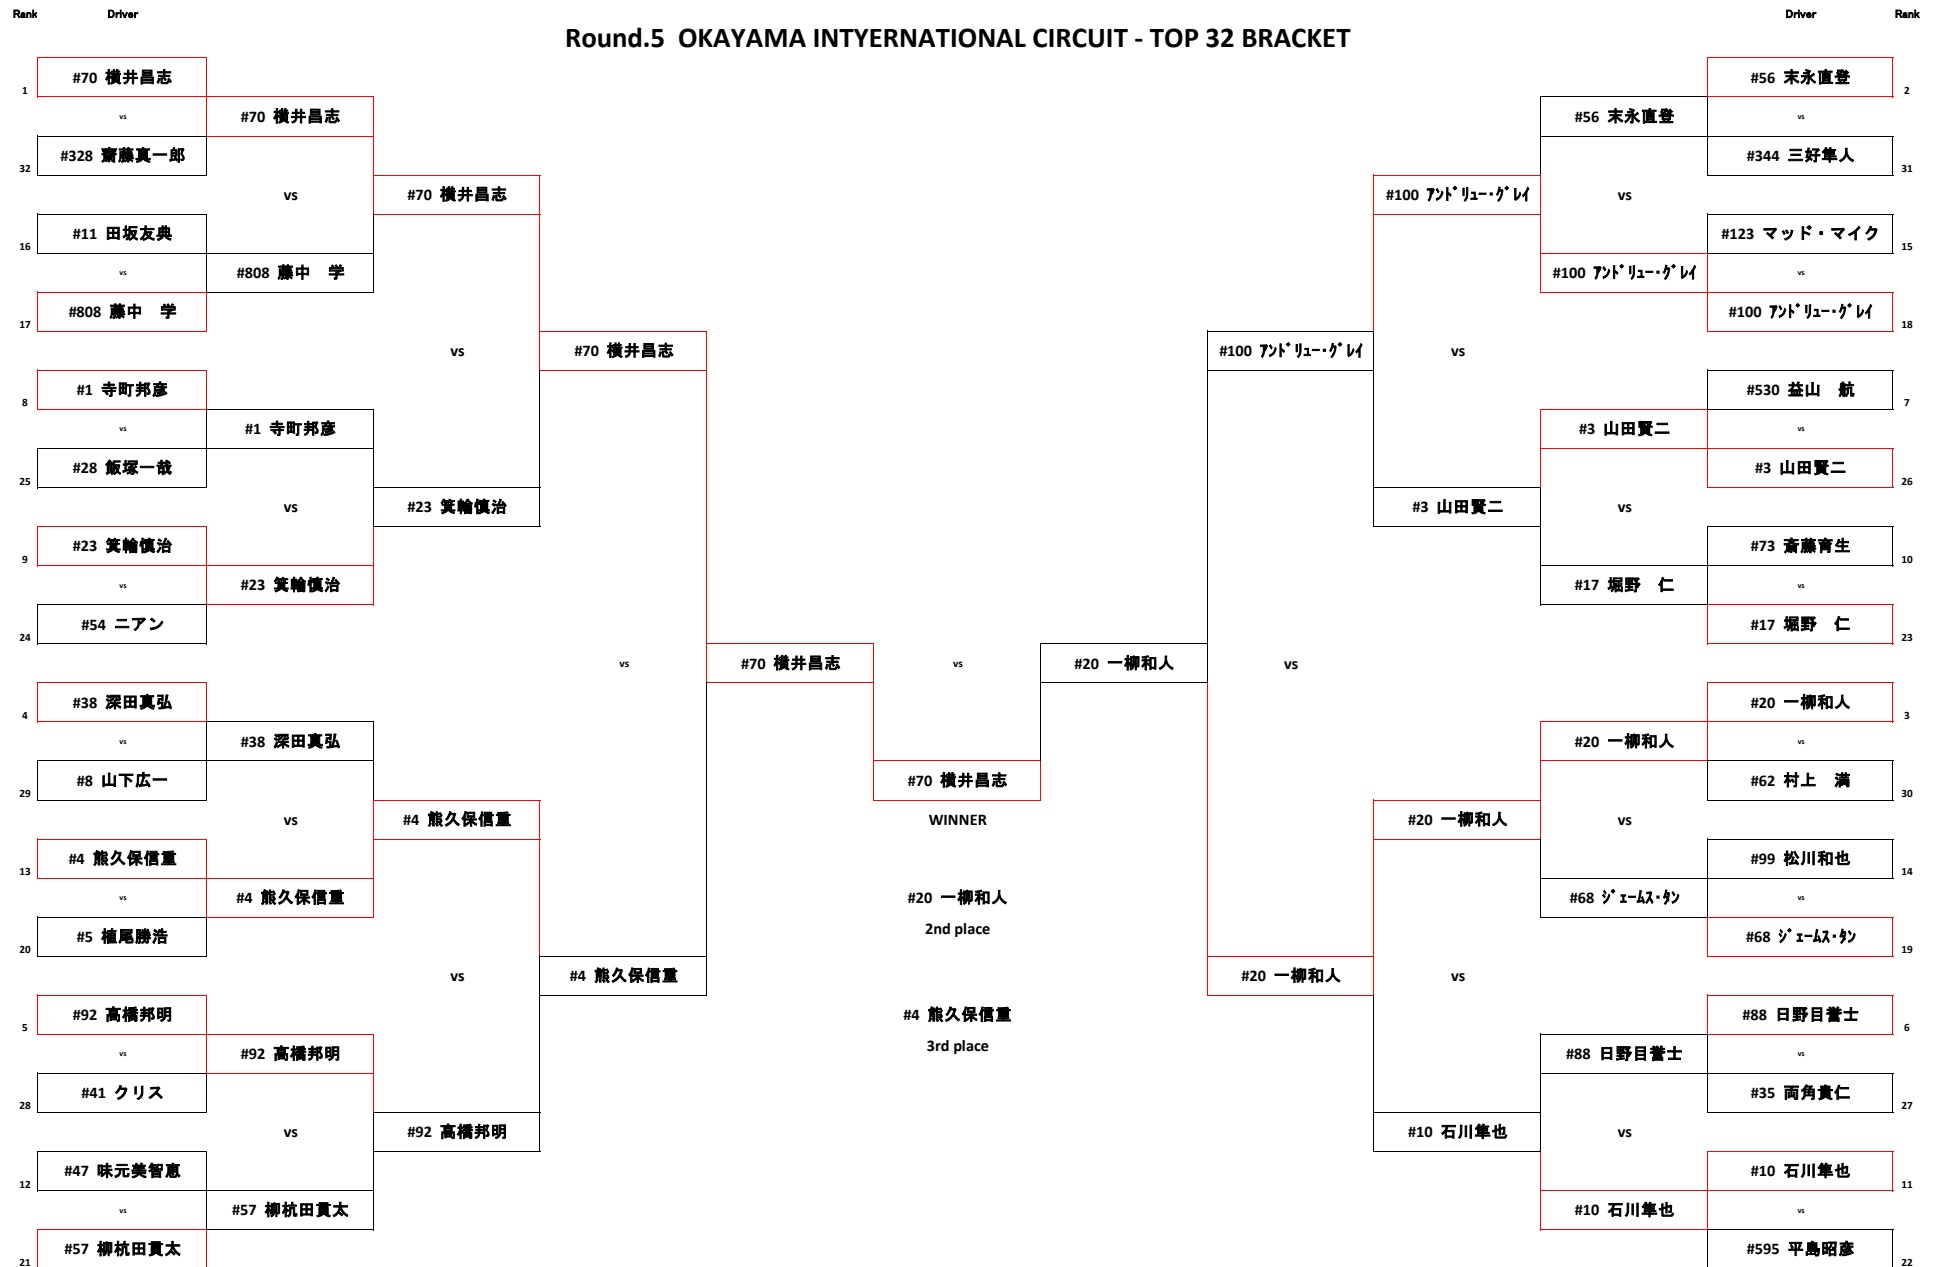 Rank Driver
Driver Rank
Round.5 OKAYAMA INTYERNATIONAL CIRCUIT - TOP 32 BRACKET
1 #70 横井昌志
vs #70 横井昌志
32 #328 齋藤真一郎
vs #70 横井昌志
16 #11 田坂友典
vs #808 藤中　学
17 #808 藤中　学
vs #70 横井昌志
8 #1 寺町邦彦
vs #1 寺町邦彦
25 #28 飯塚一哉
vs #23 箕輪慎治
9 #23 箕輪慎治
vs #23 箕輪慎治
24 #54 ニアン
vs #70 横井昌志
4 #38 深田真弘
vs #38 深田真弘
29 #8 山下広一
vs #4 熊久保信重
13 #4 熊久保信重
vs #4 熊久保信重
20 #5 植尾勝浩
vs #4 熊久保信重
5 #92 高橋邦明
vs #92 高橋邦明
28 #41 クリス
vs #92 高橋邦明
12 #47 味元美智恵
vs #57 柳杭田貫太
21 #57 柳杭田貫太
vs
#70 横井昌志
WINNER
#20 一柳和人
2nd place
#4 熊久保信重
3rd place
#56 末永直登 2
#56 末永直登 vs
#344 三好隼人 31
#100 ｱﾝﾄﾞﾘｭｰ･ｸﾞﾚｲ vs
#123 マッド・マイク 15
#100 ｱﾝﾄﾞﾘｭｰ･ｸﾞﾚｲ vs
#100 ｱﾝﾄﾞﾘｭｰ･ｸﾞﾚｲ 18
#100 ｱﾝﾄﾞﾘｭｰ･ｸﾞﾚｲ vs
#530 益山　航 7
#3 山田賢二 vs
#3 山田賢二 26
#3 山田賢二 vs
#73 斎藤育生 10
#17 堀野　仁 vs
#17 堀野　仁 23
#20 一柳和人 vs
#20 一柳和人 3
#20 一柳和人 vs
#62 村上　満 30
#20 一柳和人 vs
#99 松川和也 14
#68 ｼﾞｪｰﾑｽ･ﾀﾝ vs
#68 ｼﾞｪｰﾑｽ･ﾀﾝ 19
#20 一柳和人 vs
#88 日野目誉士 6
#88 日野目誉士 vs
#35 両角貴仁 27
#10 石川隼也 vs
#10 石川隼也 11
#10 石川隼也 vs
#595 平島昭彦 22